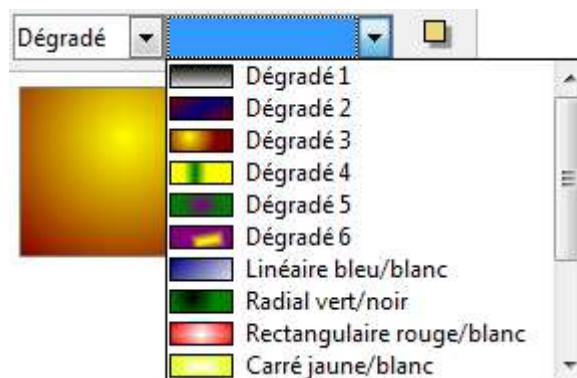 Dégradé
Dégradé 1
Dégradé 2
Dégradé 3
Dégradé 4
Dégradé 5
Dégradé 6
Linéaire bleu/blanc
Radial vert/noir
Rectangulaire rouge/blanc
Carré jaune/blanc